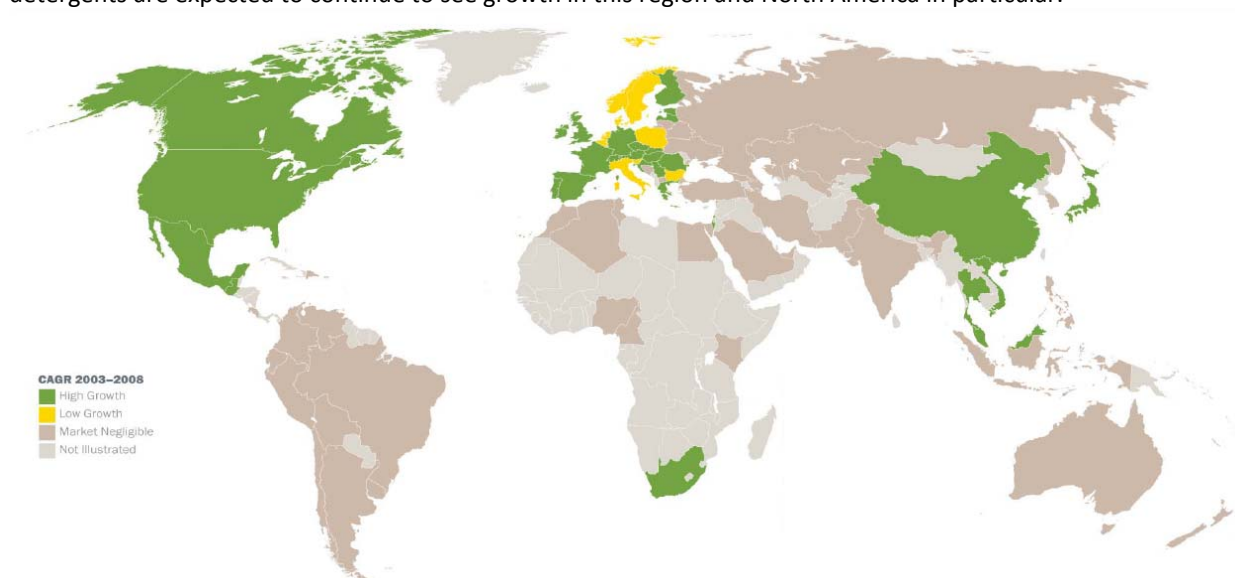 detergents are expected to continue to see growth in this region and North America in particular.
CAGR 2003–2008
High Growth
Low Growth
Market Negligible
Not Illustrated